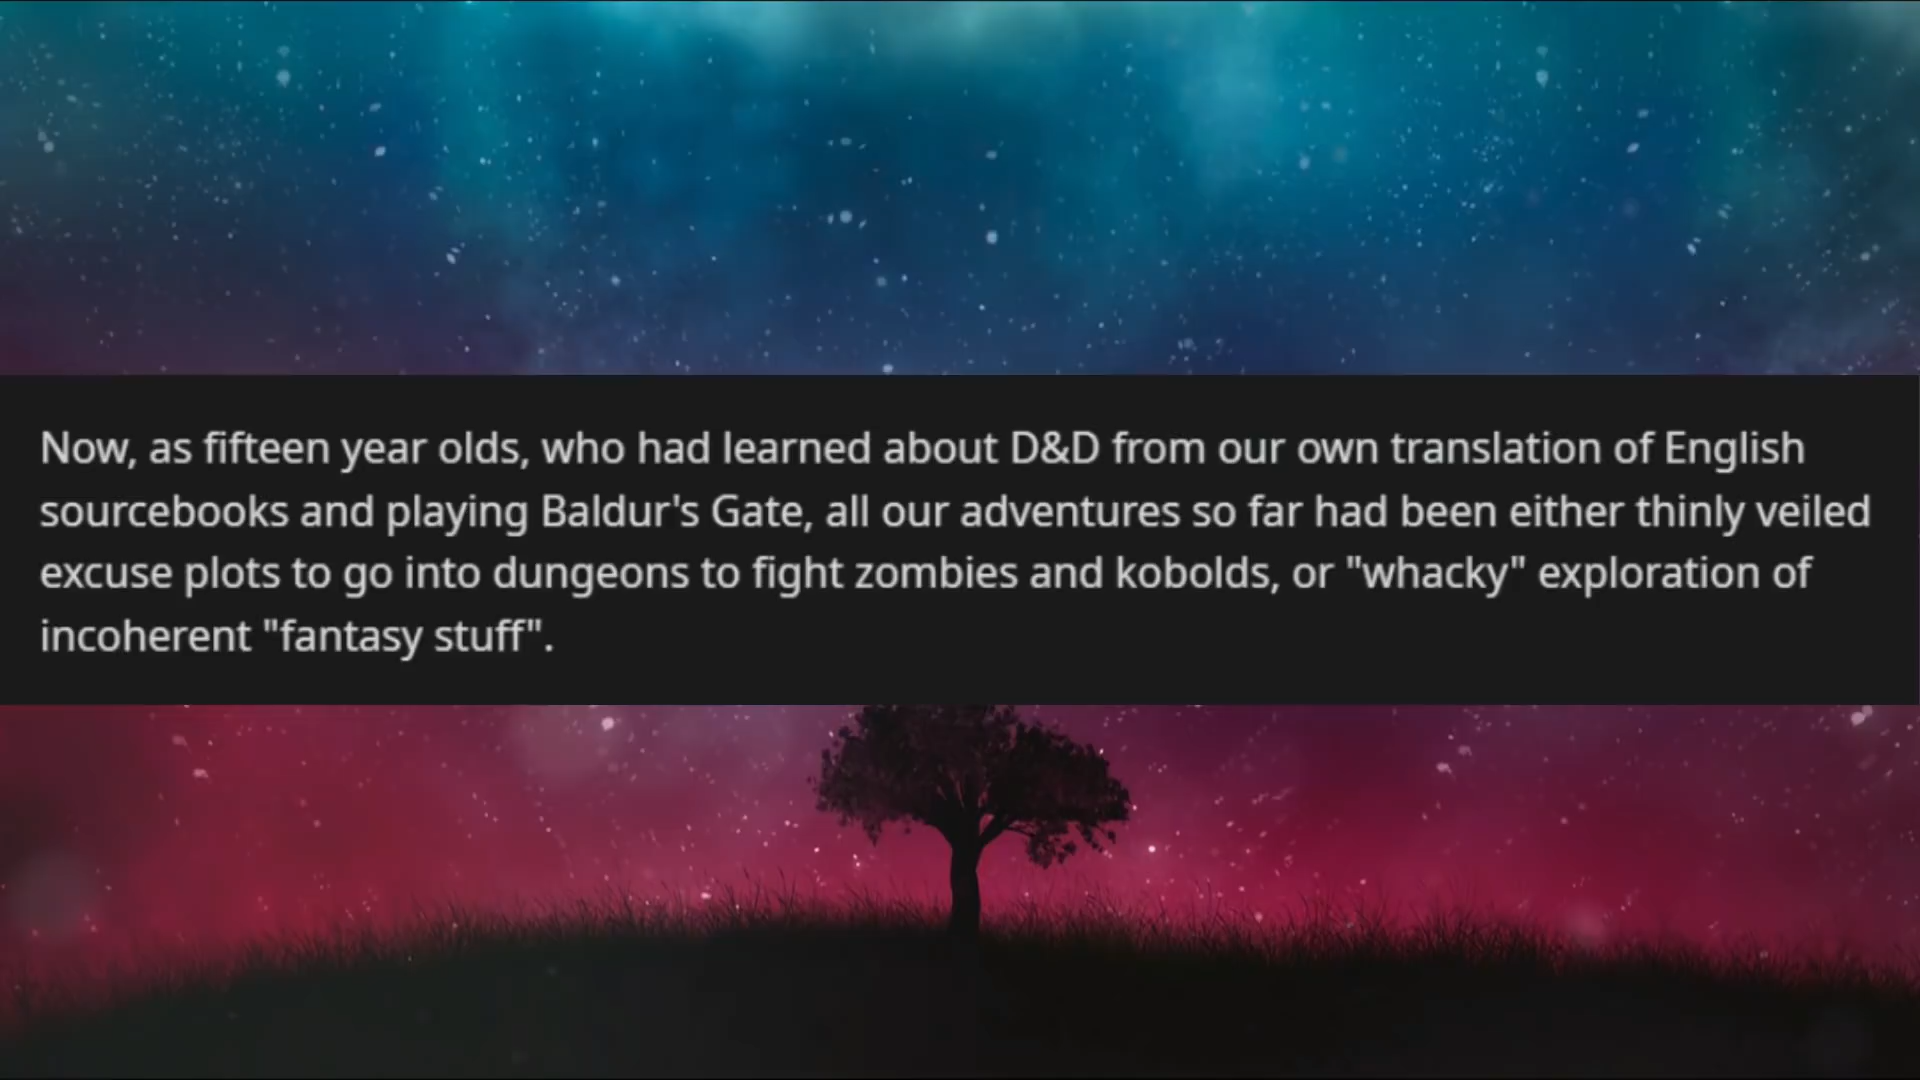 Now, as fifteen year olds, who had learned about D&D from our own translation of English
sourcebooks and playing Baldur's Gate, all our adventures so far had been either thinly veiled
excuse plots to go into dungeons to fight zombies and kobolds, or "whacky" exploration of
incoherent "fantasy stuff".